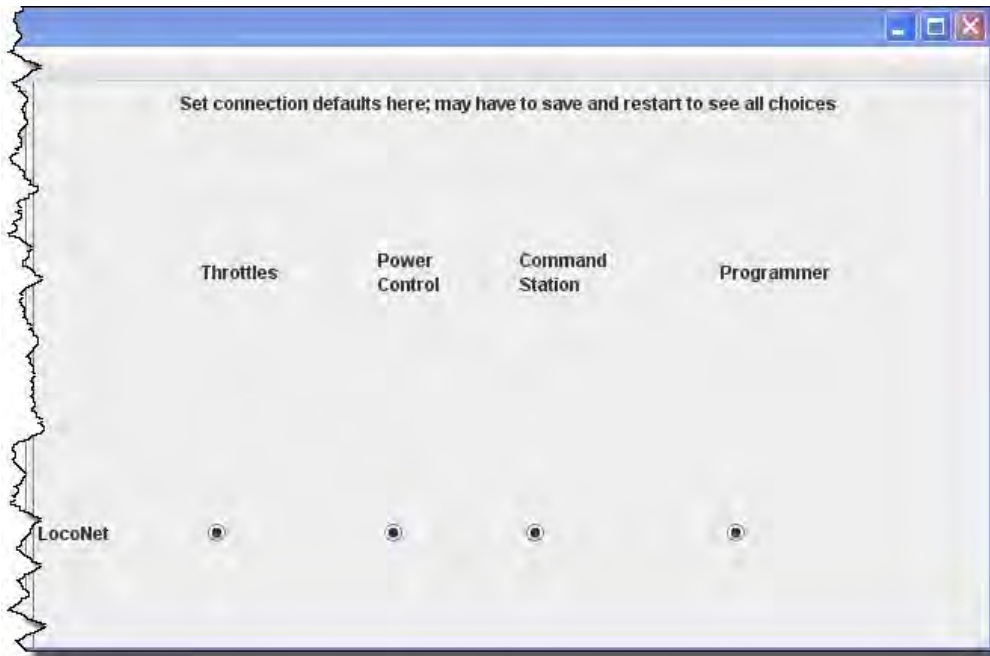 Set connection defaults here; may have to save and restart to see all choices
Throttles
Power
Control
Command
Station
Programmer
LocoNet